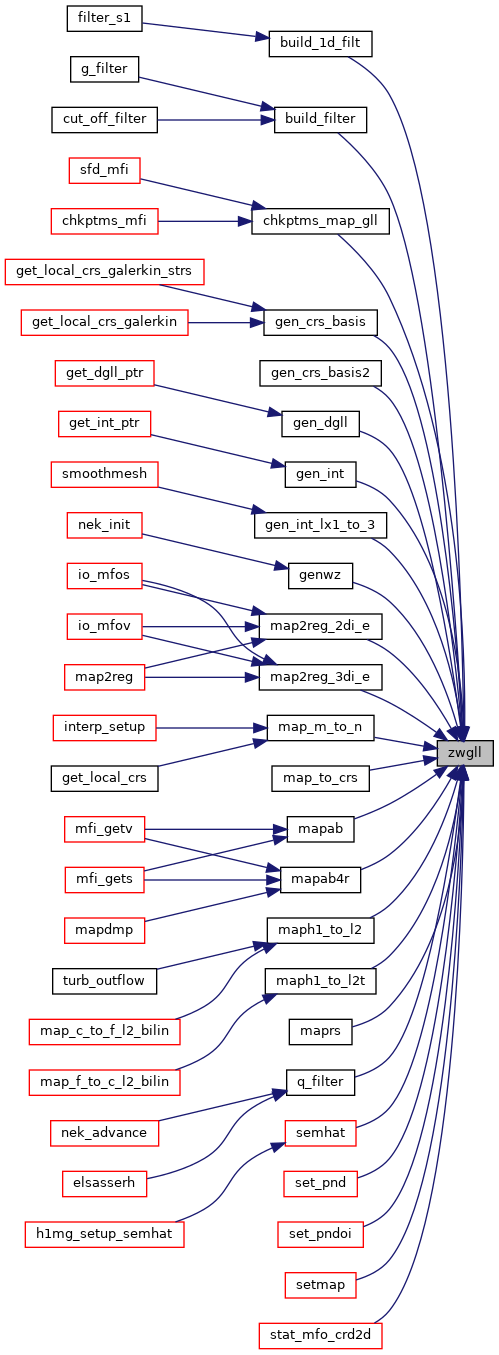 filter_s1
build_1d_filt
g_filter
cut_off_filter
build_filter
sfd_mfi
chkptms_mfi
chkptms_map_gll
get_local_crs_galerkin_strs
get_local_crs_galerkin
gen_crs_basis
get_dgll_ptr
gen_crs_basis2
get_int_ptr
gen_dgll
smoothmesh
gen_int
nek_init
gen_int_lx1_to_3
io_mfos
genwz
io_mfov
map2reg_2di_e
map2reg
map2reg_3di_e
interp_setup
map_m_to_n
zwgll
get_local_crs
map_to_crs
mfi_getv
mapab
mfi_gets
mapab4r
mapdmp
maph1_to_l2
turb_outflow
maph1_to_l2t
map_c_to_f_l2_bilin
maprs
map_f_to_c_l2_bilin
q_filter
nek_advance
semhat
elsasserh
set_pnd
h1mg_setup_semhat
set_pndoi
setmap
stat_mfo_crd2d